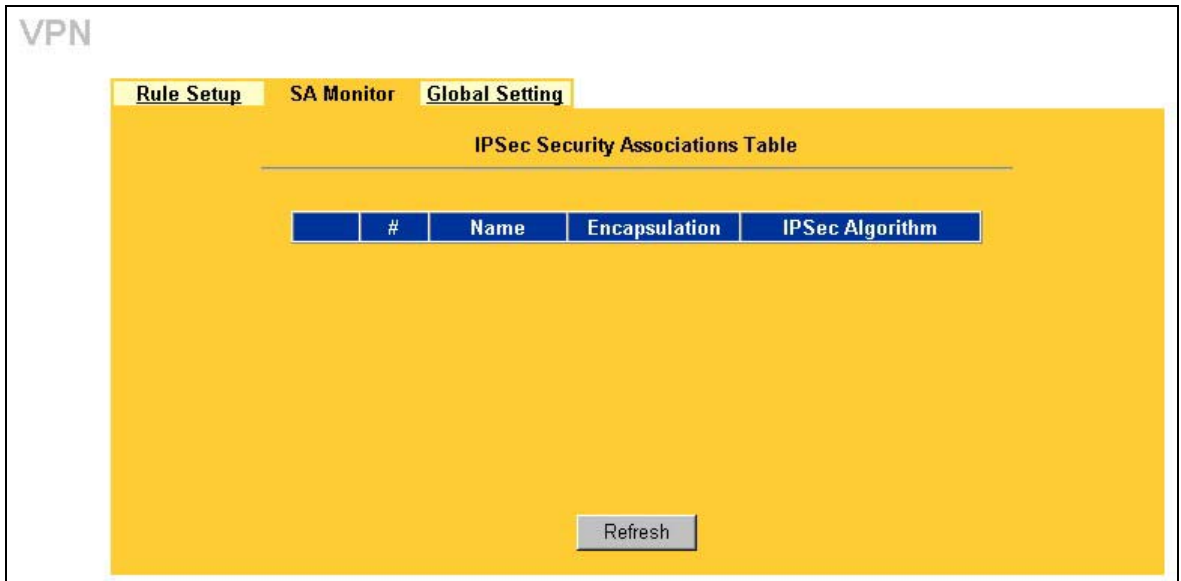 VPN
Rule Setup SA Monitor Global Setting
IPSec Security Associations Table
# Name Encapsulation IPSec Algorithm
Refresh